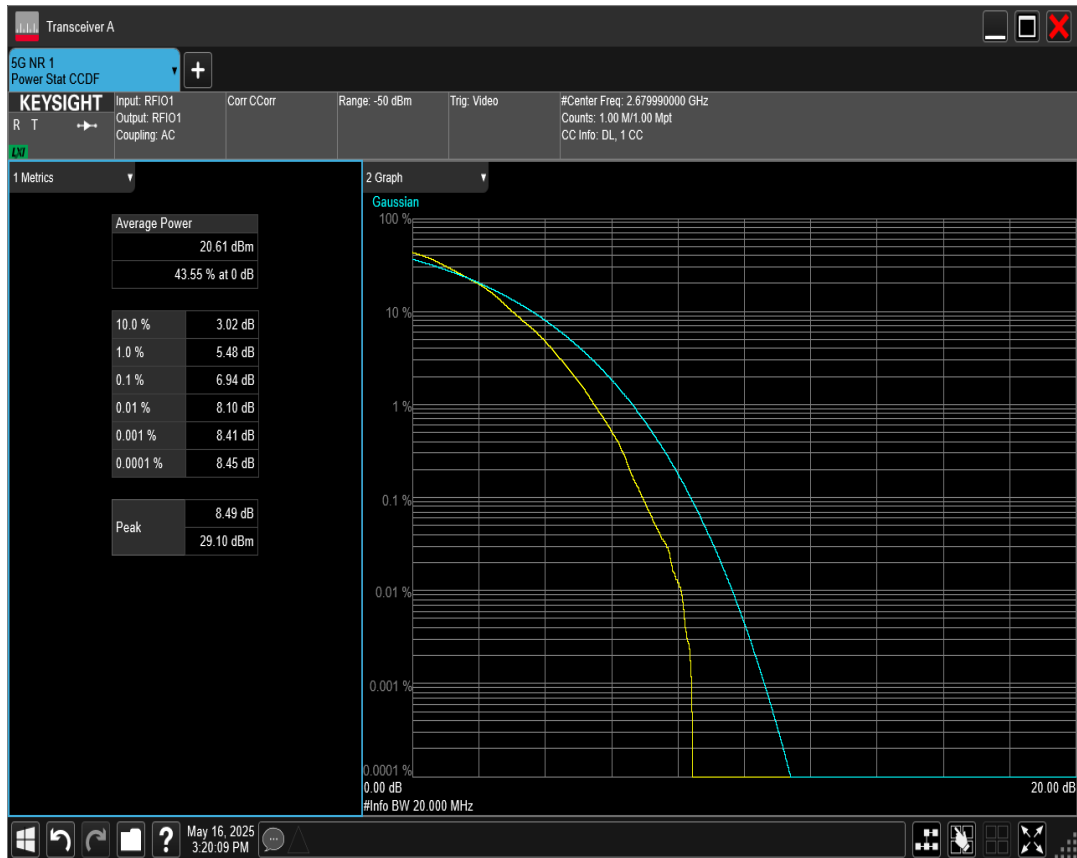 Transceiver A
5G NR 1
Power Stat CCDF
KEYSIGHT
R T
LXI
Input: RFIO1
Output: RFIO1
Coupling: AC
Corr CCorr
Range: -50 dBm
Trig: Video
#Center Freq: 2.679990000 GHz
Counts: 1.00 M/1.00 Mpt
CC Info: DL, 1 CC
1 Metrics
Average Power
20.61 dBm
43.55 % at 0 dB
10.0 % 3.02 dB
1.0 % 5.48 dB
0.1 % 6.94 dB
0.01 % 8.10 dB
0.001 % 8.41 dB
0.0001 % 8.45 dB
Peak
8.49 dB
29.10 dBm
2 Graph
Gaussian
100 %
10 %
1 %
0.1 %
0.01 %
0.001 %
0.0001 %
0.00 dB 20.00 dB
#Info BW 20.000 MHz
May 16, 2025
3:20:09 PM